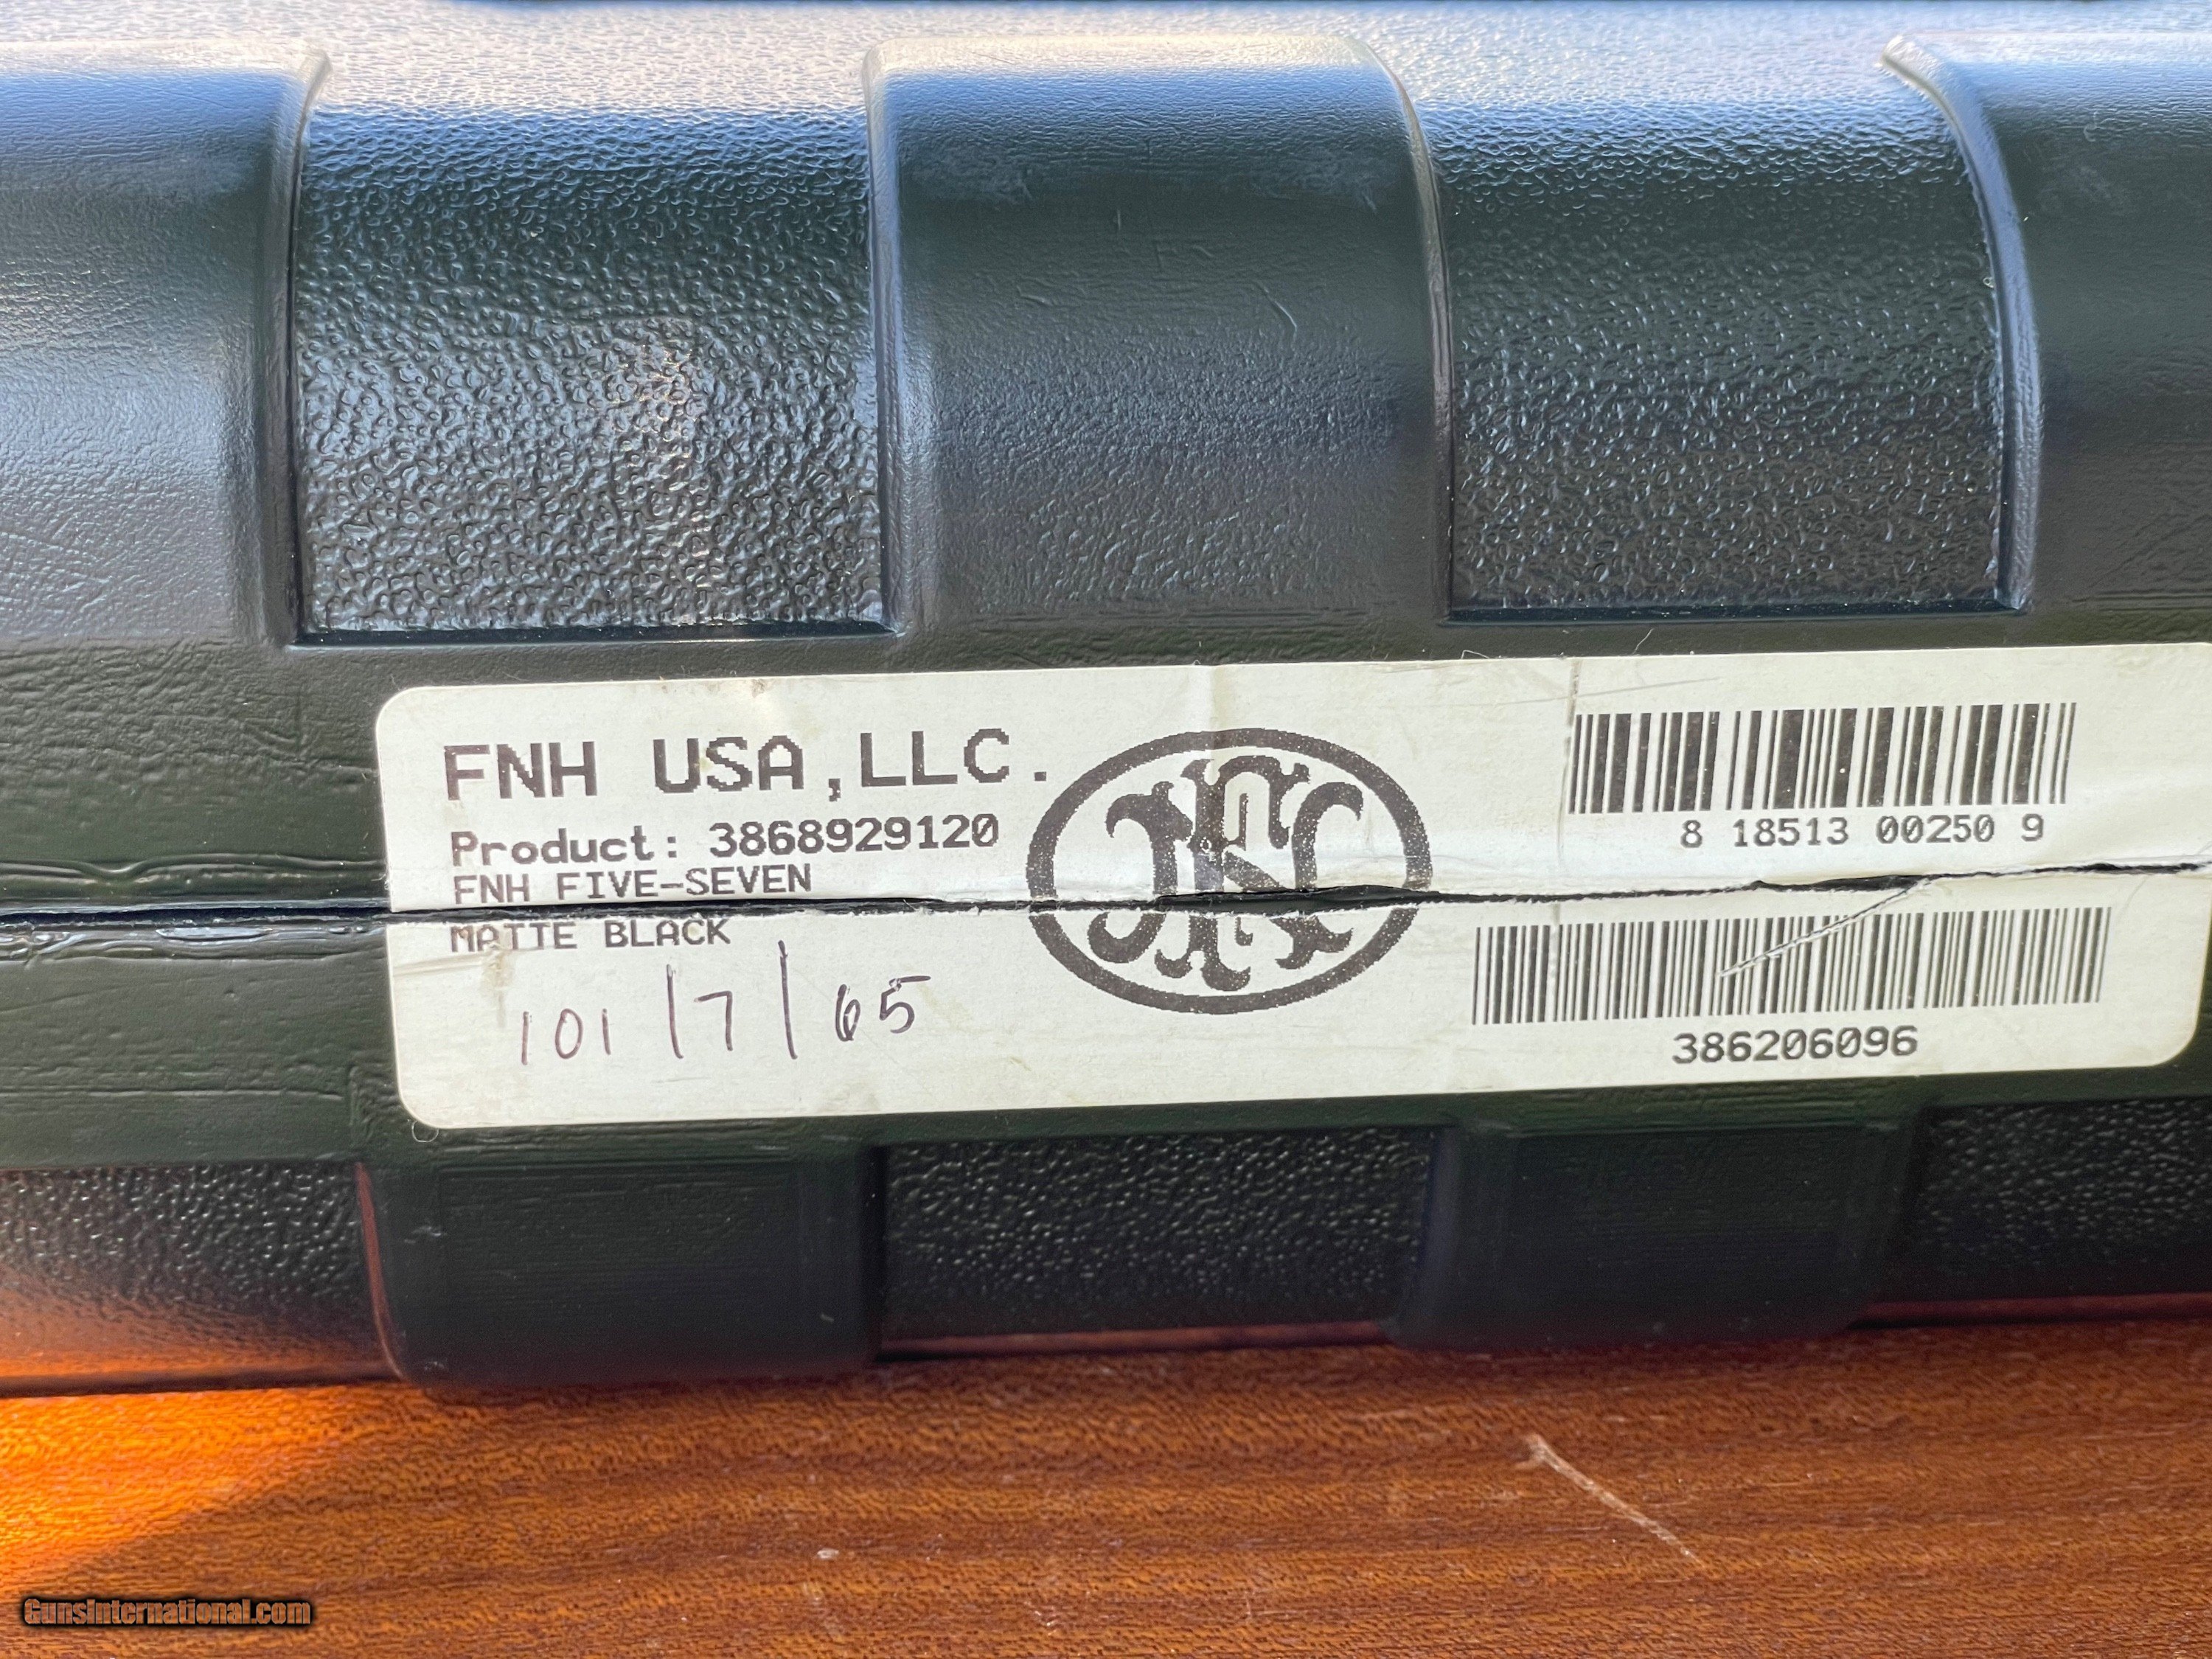 FNH USA,LLC.
Product: 3868929120
FNH FIVE-SEVEN
MATTE BLACK
101/7/65
FN
8 18513 00250 9
386206096
GunsInternational.com